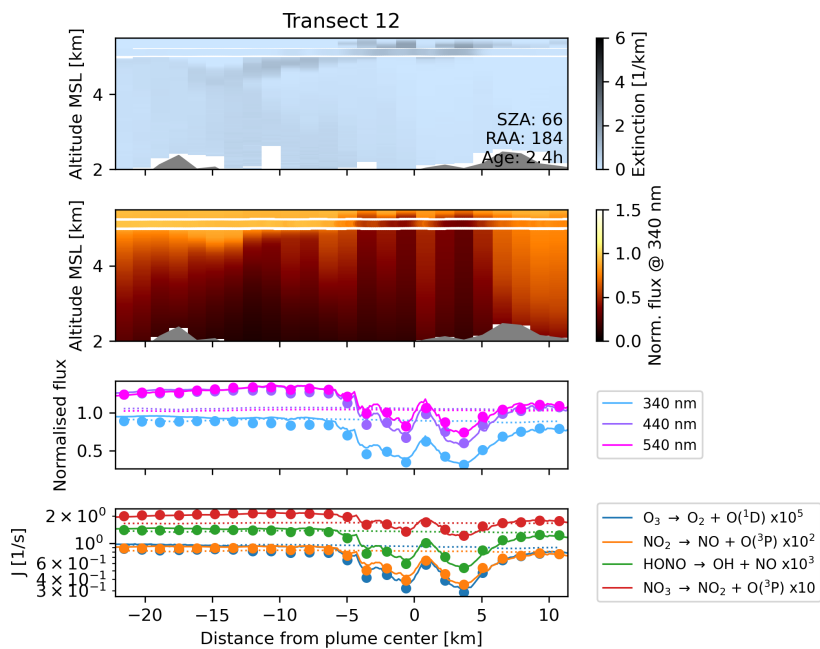 Transect 12
Altitude MSL [km]
4
2
SZA: 66
RAA: 184
Age: 2.4h
6
4
2
0
Extinction [1/km]
Altitude MSL [km]
4
2
1.5
1.0
0.5
0.0
Norm. flux @ 340 nm
Normalised flux
1.0
0.5
340 nm
440 nm
540 nm
J [1/s]
2 × 10⁰
10⁰
6 × 10⁻¹
4 × 10⁻¹
3 × 10⁻¹
O₃ → O₂ + O(¹D) x10⁵
NO₂ → NO + O(³P) x10²
HONO → OH + NO x10³
NO₃ → NO₂ + O(³P) x10
−20 −15 −10 −5 0 5 10
Distance from plume center [km]